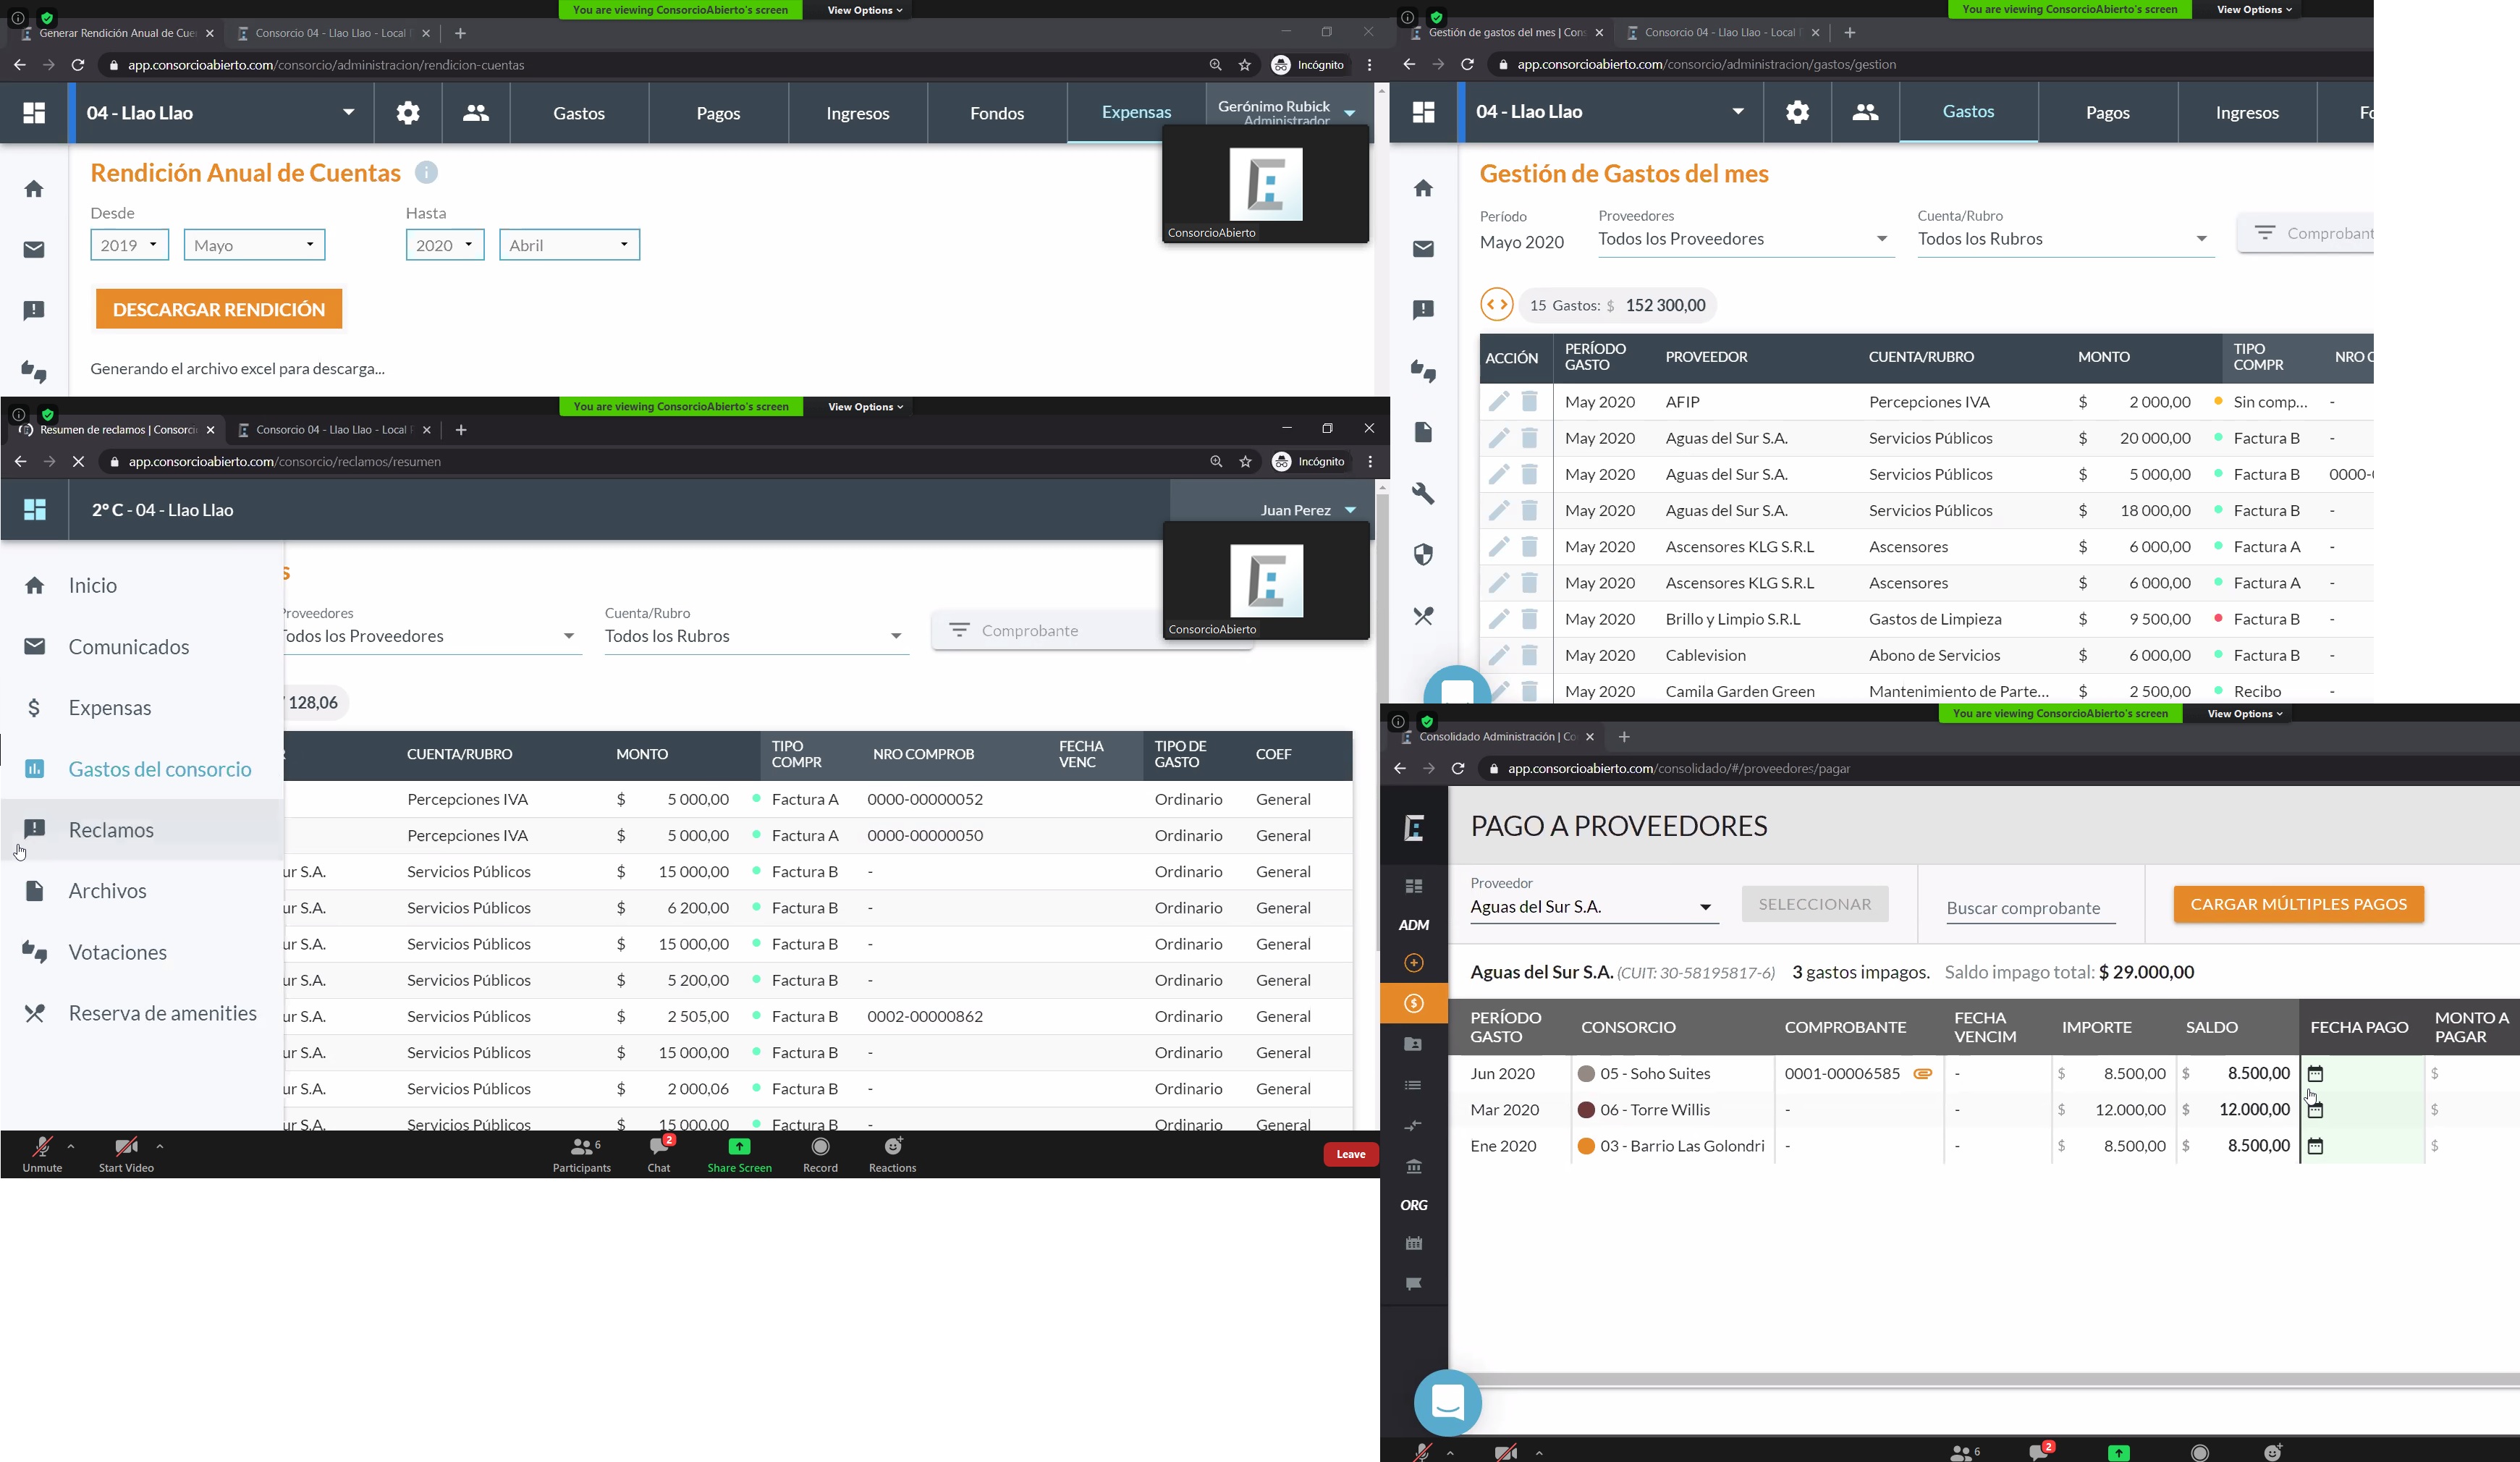 You are viewing ConsorcioAbierto's screen
View Options
Generar Rendición Anual de Cue
Consorcio 04 - Llao Llao - Local
app.consorcioabierto.com/consorcio/administracion/rendicion-cuentas
Incógnito
04 - Llao Llao
Gastos
Pagos
Ingresos
Fondos
Expensas
Gerónimo Rubick
Administrador
Rendición Anual de Cuentas
Desde
Hasta
2019
Mayo
2020
Abril
DESCARGAR RENDICIÓN
Generando el archivo excel para descarga...
ConsorcioAbierto
You are viewing ConsorcioAbierto's screen
View Options
Gestión de gastos del mes | Con
Consorcio 04 - Llao Llao - Local
app.consorcioabierto.com/consorcio/administracion/gastos/gestion
04 - Llao Llao
Gastos
Pagos
Ingresos
Fo
Gestión de Gastos del mes
Período
Mayo 2020
Proveedores
Todos los Proveedores
Cuenta/Rubro
Todos los Rubros
Comprobant
15 Gastos: $ 152 300,00
ACCIÓN PERÍODO GASTO PROVEEDOR CUENTA/RUBRO MONTO TIPO COMPR NRO C
May 2020 AFIP Percepciones IVA $ 2 000,00 Sin comp... -
May 2020 Aguas del Sur S.A. Servicios Públicos $ 20 000,00 Factura B -
May 2020 Aguas del Sur S.A. Servicios Públicos $ 5 000,00 Factura B 0000-
May 2020 Aguas del Sur S.A. Servicios Públicos $ 18 000,00 Factura B -
May 2020 Ascensores KLG S.R.L Ascensores $ 6 000,00 Factura A -
May 2020 Ascensores KLG S.R.L Ascensores $ 6 000,00 Factura A -
May 2020 Brillo y Limpio S.R.L Gastos de Limpieza $ 9 500,00 Factura B -
May 2020 Cablevision Abono de Servicios $ 6 000,00 Factura B -
May 2020 Camila Garden Green Mantenimiento de Parte... $ 2 500,00 Recibo -
You are viewing ConsorcioAbierto's screen
View Options
Resumen de reclamos | Consorci
Consorcio 04 - Llao Llao - Local
app.consorcioabierto.com/consorcio/reclamos/resumen
Incógnito
2° C - 04 - Llao Llao
Juan Perez
ConsorcioAbierto
Inicio
Comunicados
Expensas
Gastos del consorcio
Reclamos
Archivos
Votaciones
Reserva de amenities
s
Proveedores
Todos los Proveedores
Cuenta/Rubro
Todos los Rubros
Comprobante
128,06
CUENTA/RUBRO MONTO TIPO COMPR NRO COMPROB FECHA VENC TIPO DE GASTO COEF
Percepciones IVA $ 5 000,00 Factura A 0000-00000052 Ordinario General
Percepciones IVA $ 5 000,00 Factura A 0000-00000050 Ordinario General
ur S.A. Servicios Públicos $ 15 000,00 Factura B - Ordinario General
ur S.A. Servicios Públicos $ 6 200,00 Factura B - Ordinario General
ur S.A. Servicios Públicos $ 15 000,00 Factura B - Ordinario General
ur S.A. Servicios Públicos $ 5 200,00 Factura B - Ordinario General
ur S.A. Servicios Públicos $ 2 505,00 Factura B 0002-00000862 Ordinario General
ur S.A. Servicios Públicos $ 15 000,00 Factura B - Ordinario General
ur S.A. Servicios Públicos $ 2 000,06 Factura B - Ordinario General
ur S.A. Servicios Públicos $ 15 000,00 Factura B - Ordinario General
Unmute
Start Video
6
Participants
2
Chat
Share Screen
Record
Reactions
Leave
You are viewing ConsorcioAbierto's screen
View Options
Consolidado Administración | Co
app.consorcioabierto.com/consolidado/#/proveedores/pagar
PAGO A PROVEEDORES
Proveedor
Aguas del Sur S.A.
SELECCIONAR
Buscar comprobante
CARGAR MÚLTIPLES PAGOS
ADM
ORG
Aguas del Sur S.A. (CUIT: 30-58195817-6) 3 gastos impagos. Saldo impago total: $ 29.000,00
PERÍODO GASTO CONSORCIO COMPROBANTE FECHA VENCIM IMPORTE SALDO FECHA PAGO MONTO A PAGAR
Jun 2020 05 - Soho Suites 0001-00006585 - $ 8.500,00 $ 8.500,00 $
Mar 2020 06 - Torre Willis - - $ 12.000,00 $ 12.000,00 $
Ene 2020 03 - Barrio Las Golondri - - $ 8.500,00 $ 8.500,00 $
6
2